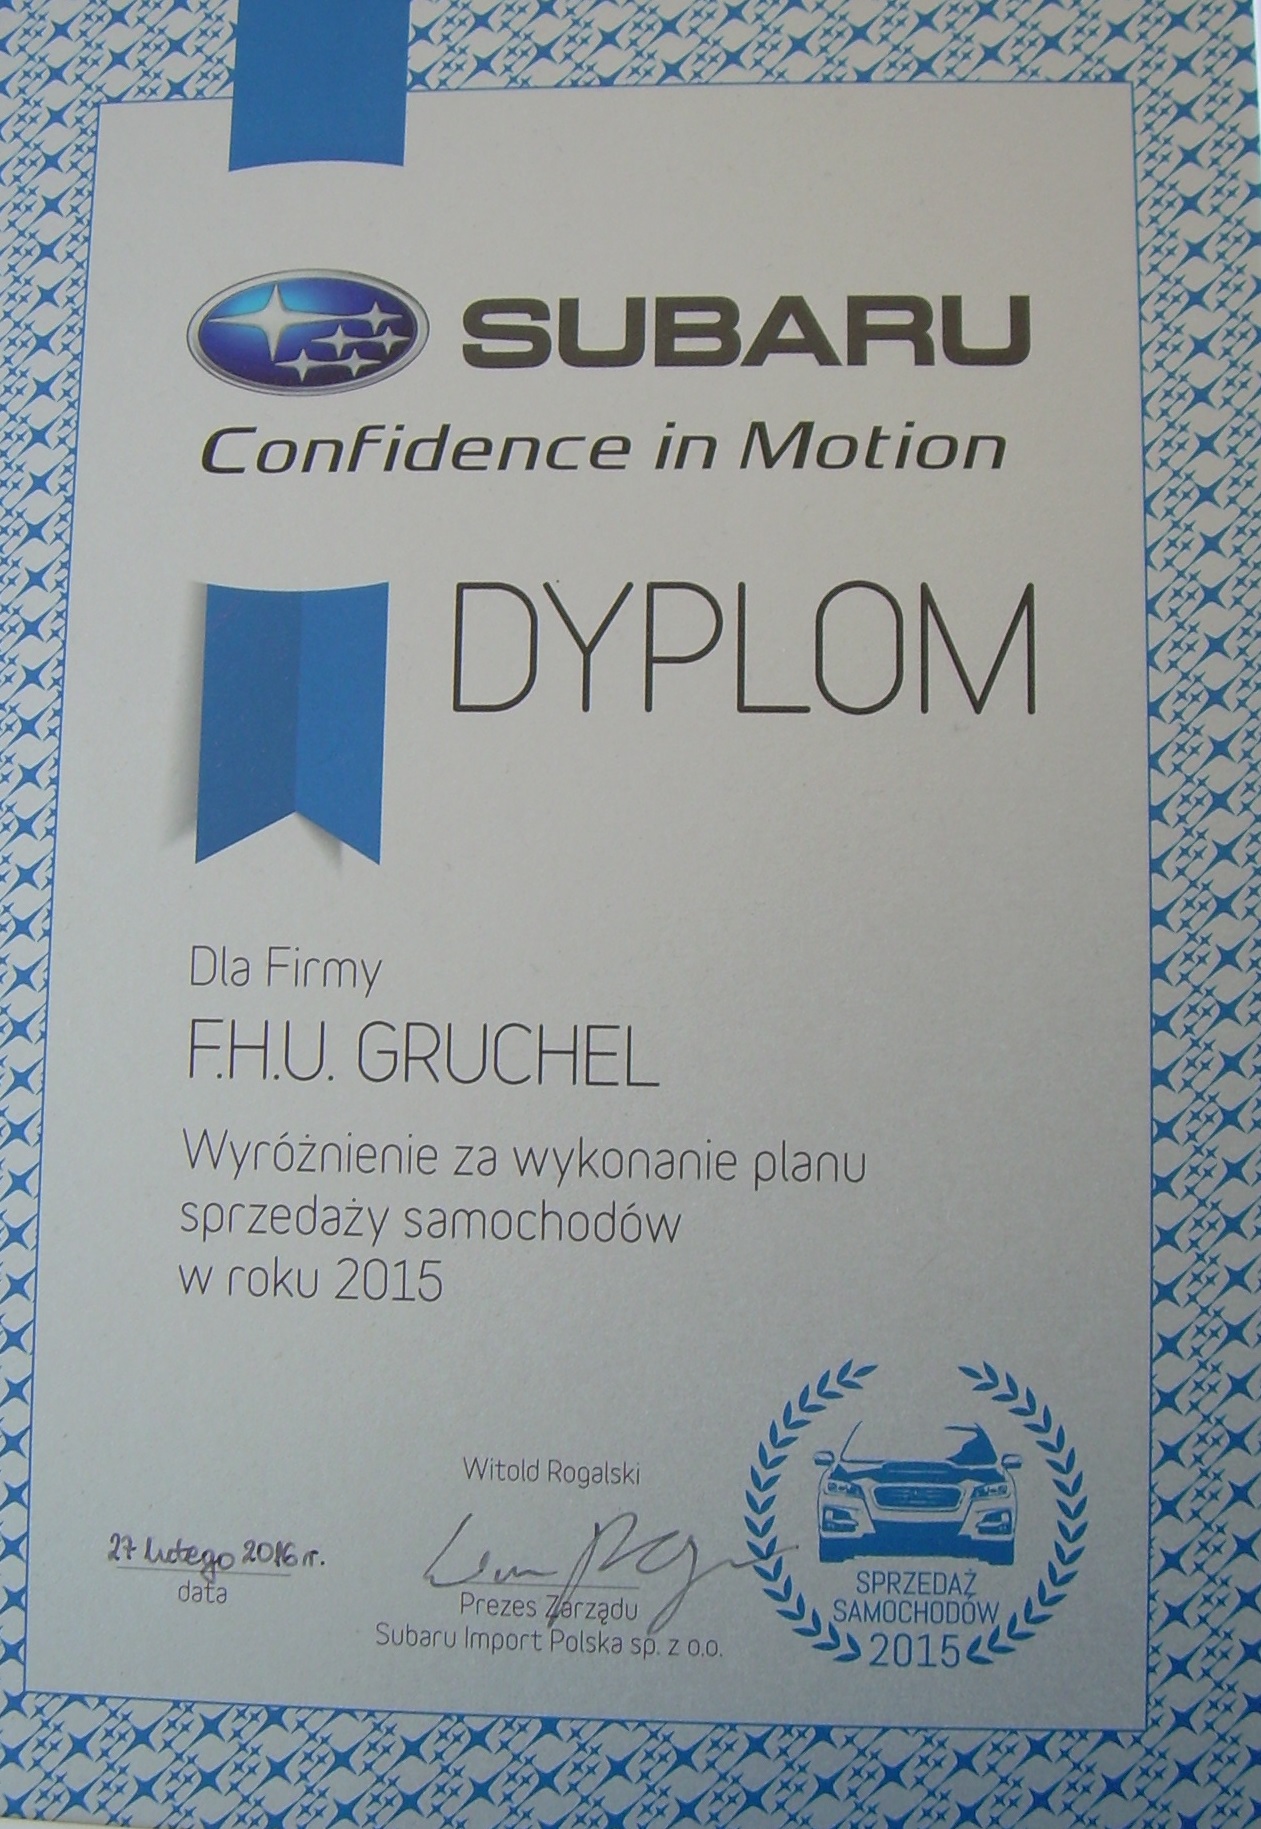 SUBARU
Confidence in Motion
DYPLOM
Dla Firmy
F.H.U. GRUCHEL
Wyróżnienie za wykonanie planu
sprzedaży samochodów
w roku 2015
Witold Rogalski
27 lutego 2016 r.
data
Prezes Zarządu
Subaru Import Polska sp. z o.o.
SPRZEDAŻ
SAMOCHODÓW
2015